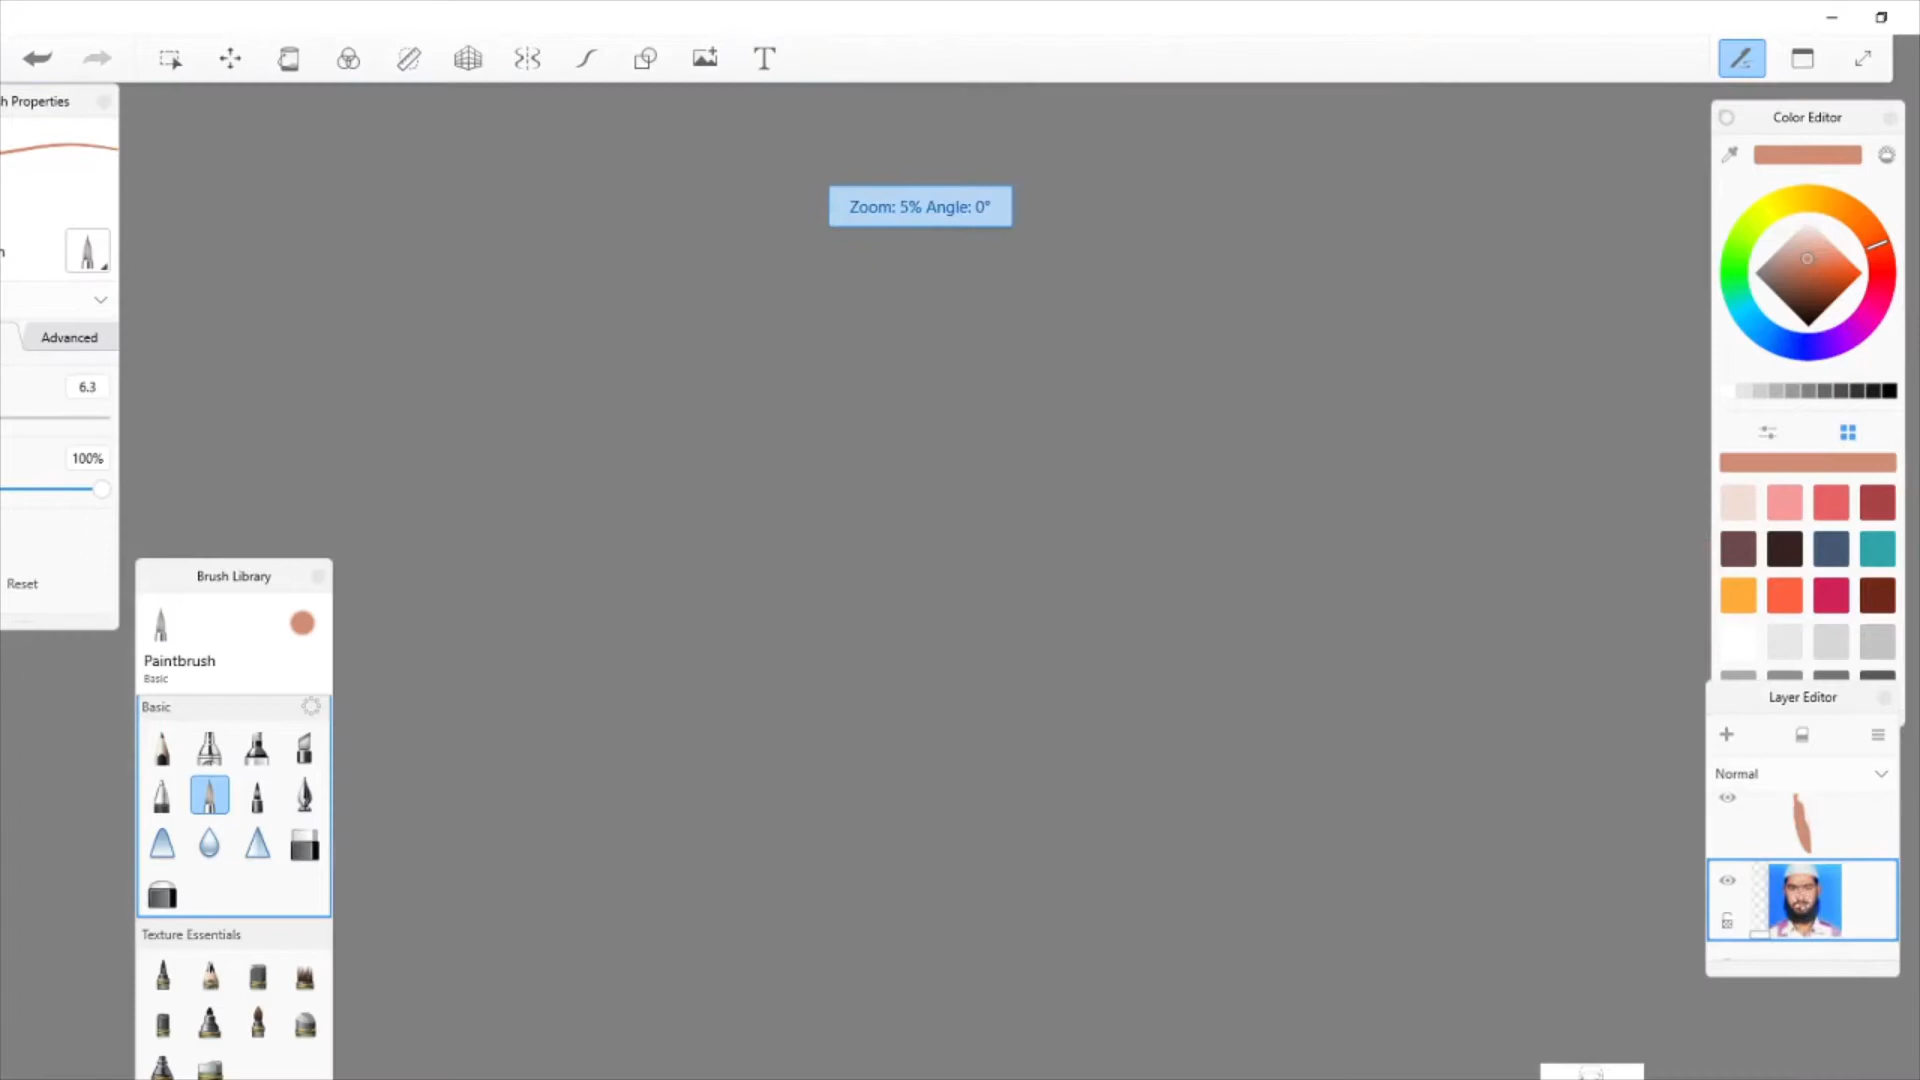 h Properties
Color Editor
Zoom: 5% Angle: 0°
Advanced
6.3
100%
Reset
Brush Library
Paintbrush
Basic
Basic
Texture Essentials
Layer Editor
Normal